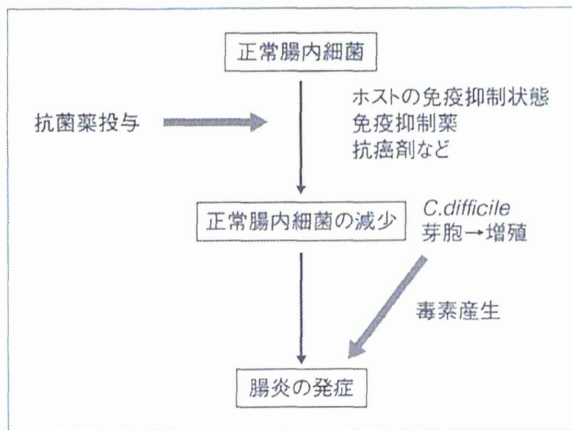 正常腸内細菌
抗菌薬投与
ホストの免疫抑制状態
免疫抑制薬
抗癌剤など
正常腸内細菌の減少
C.difficile
芽胞→増殖
毒素産生
腸炎の発症